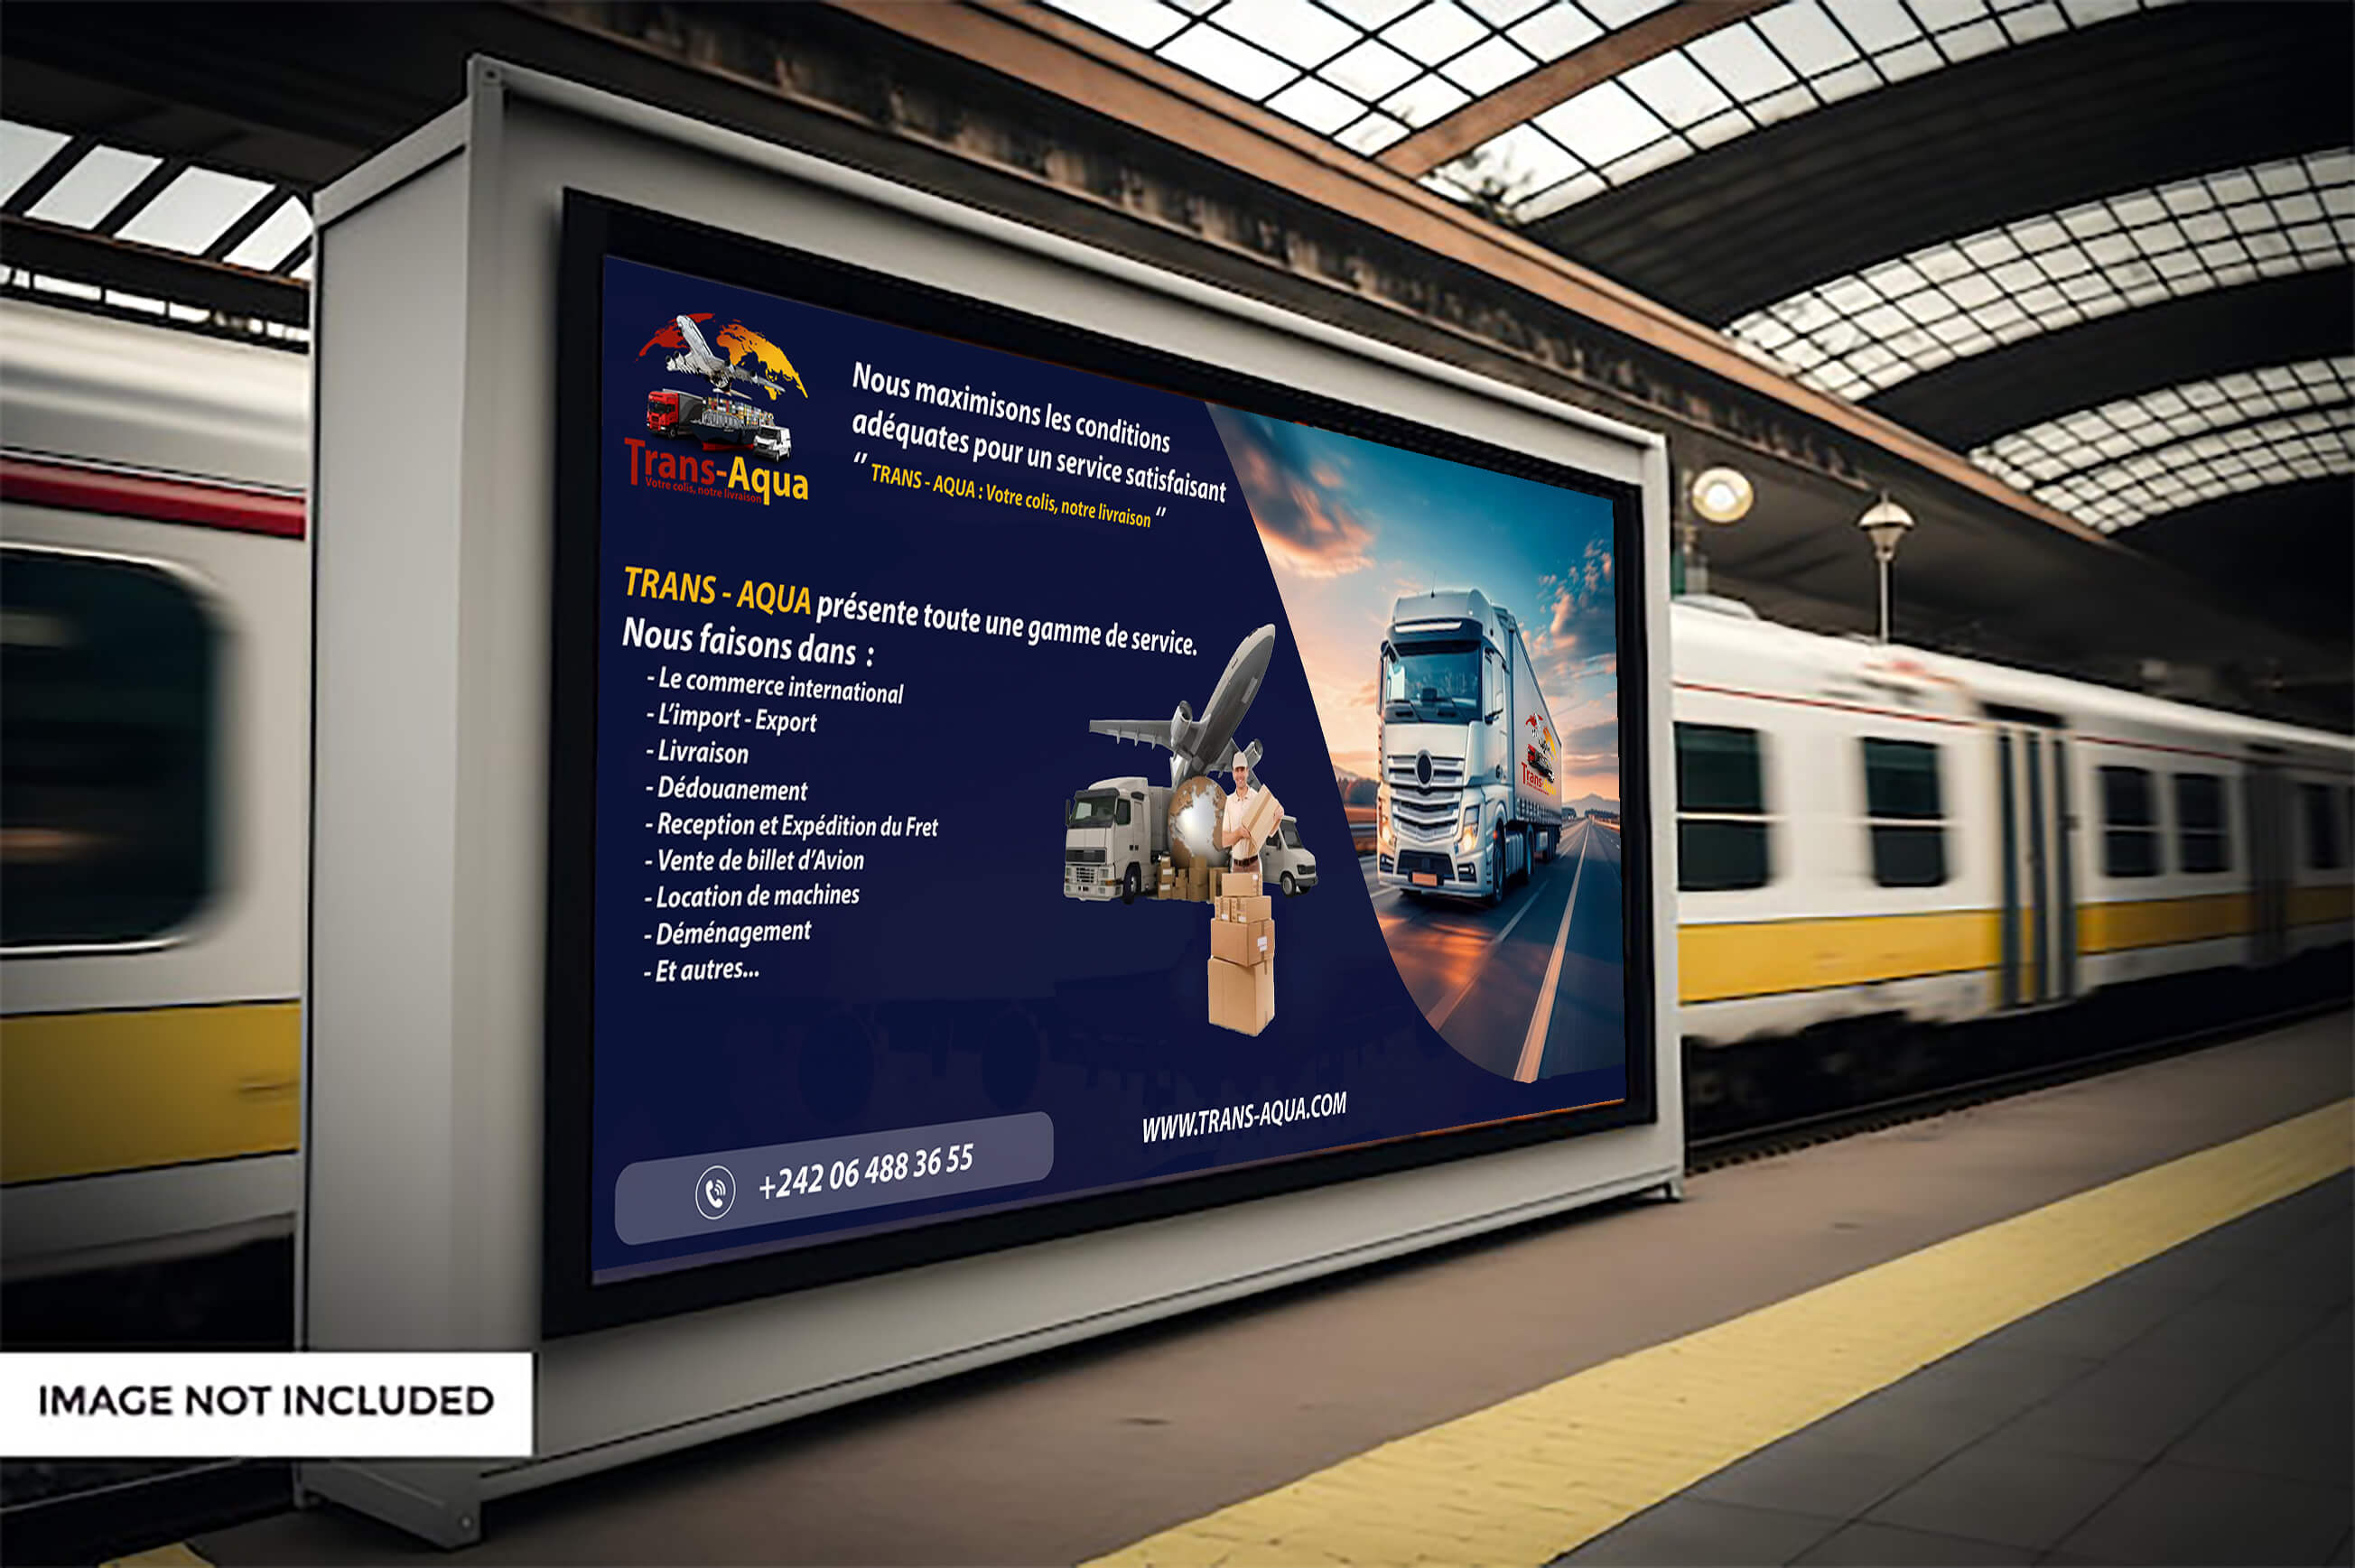 Trans-Aqua
Votre colis, notre livraison
Nous maximisons les conditions
adéquates pour un service satisfaisant
‘‘ TRANS - AQUA : Votre colis, notre livraison ‘‘
TRANS - AQUA présente toute une gamme de service.
Nous faisons dans :
- Le commerce international
- L’import - Export
- Livraison
- Dédouanement
- Reception et Expédition du Fret
- Vente de billet d’Avion
- Location de machines
- Déménagement
- Et autres...
Trans
+242 06 488 36 55
WWW.TRANS-AQUA.COM
IMAGE NOT INCLUDED